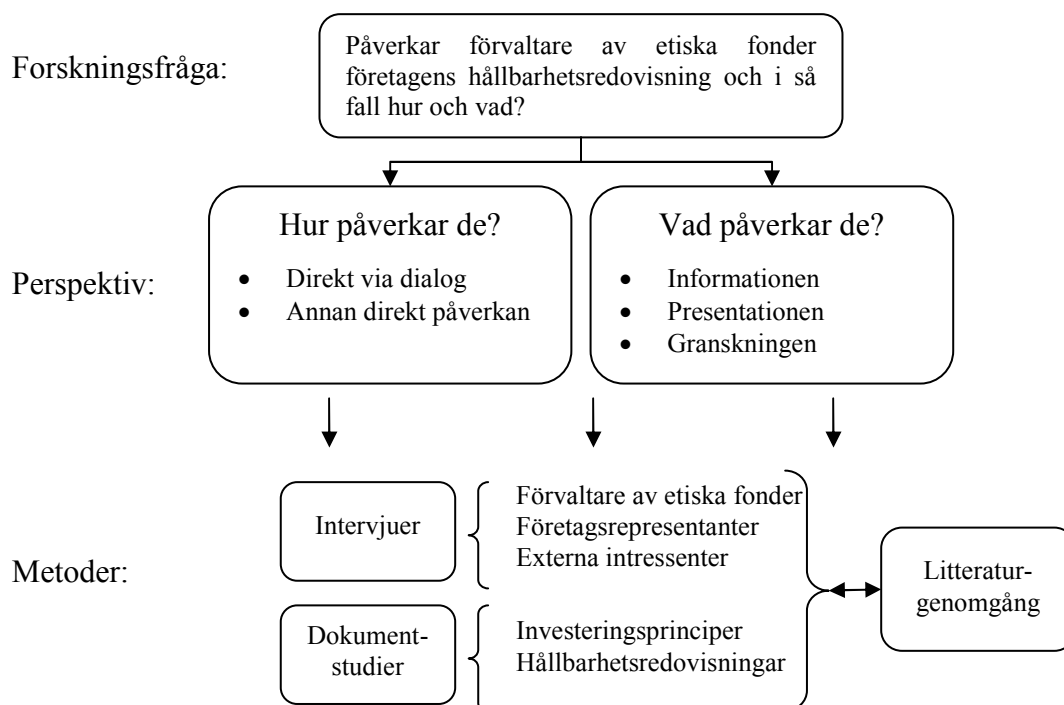 Forskningsfråga:
Påverkar förvaltare av etiska fonder
företagens hållbarhetsredovisning och i så
fall hur och vad?
Perspektiv:
Hur påverkar de?
• Direkt via dialog
• Annan direkt påverkan
Vad påverkar de?
• Informationen
• Presentationen
• Granskningen
Metoder:
Intervjuer
Förvaltare av etiska fonder
Företagsrepresentanter
Externa intressenter
Dokument-
studier
Investeringsprinciper
Hållbarhetsredovisningar
Litteratur-
genomgång